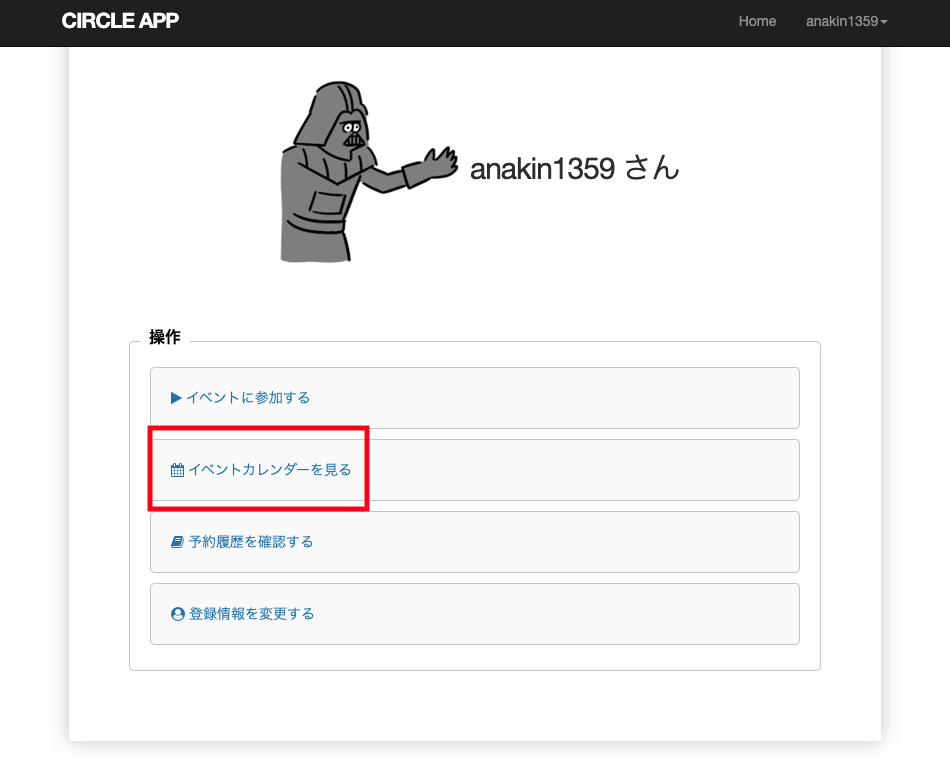 CIRCLE APP
Home
anakin1359
anakin1359 さん
操作
イベントに参加する
イベントカレンダーを見る
予約履歴を確認する
登録情報を変更する